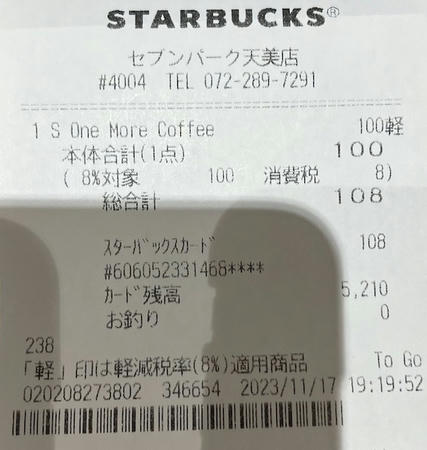 STARBUCKS®
セブンパーク天美店
#4004 TEL 072-289-7291
1 S One More Coffee 100軽
本体合計(1点) 100
( 8%対象 100 消費税 8)
総合計 108
ｽﾀｰﾊﾞｯｸｽｶｰﾄﾞ 108
#606052331468****
ｶｰﾄﾞ残高 5,210
お釣り 0
238
「軽」印は軽減税率(8%)適用商品 To Go
020208273802 346654 2023/11/17 19:19:52